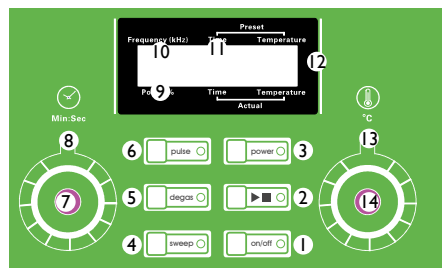 Preset
Frequency (kHz) Time Temperature
10 11
12
9
Po % Time Temperature
Actual
Min:Sec
°C
8
13
6 pulse power 3
7
5 degas 2
14
4 sweep on/off 1